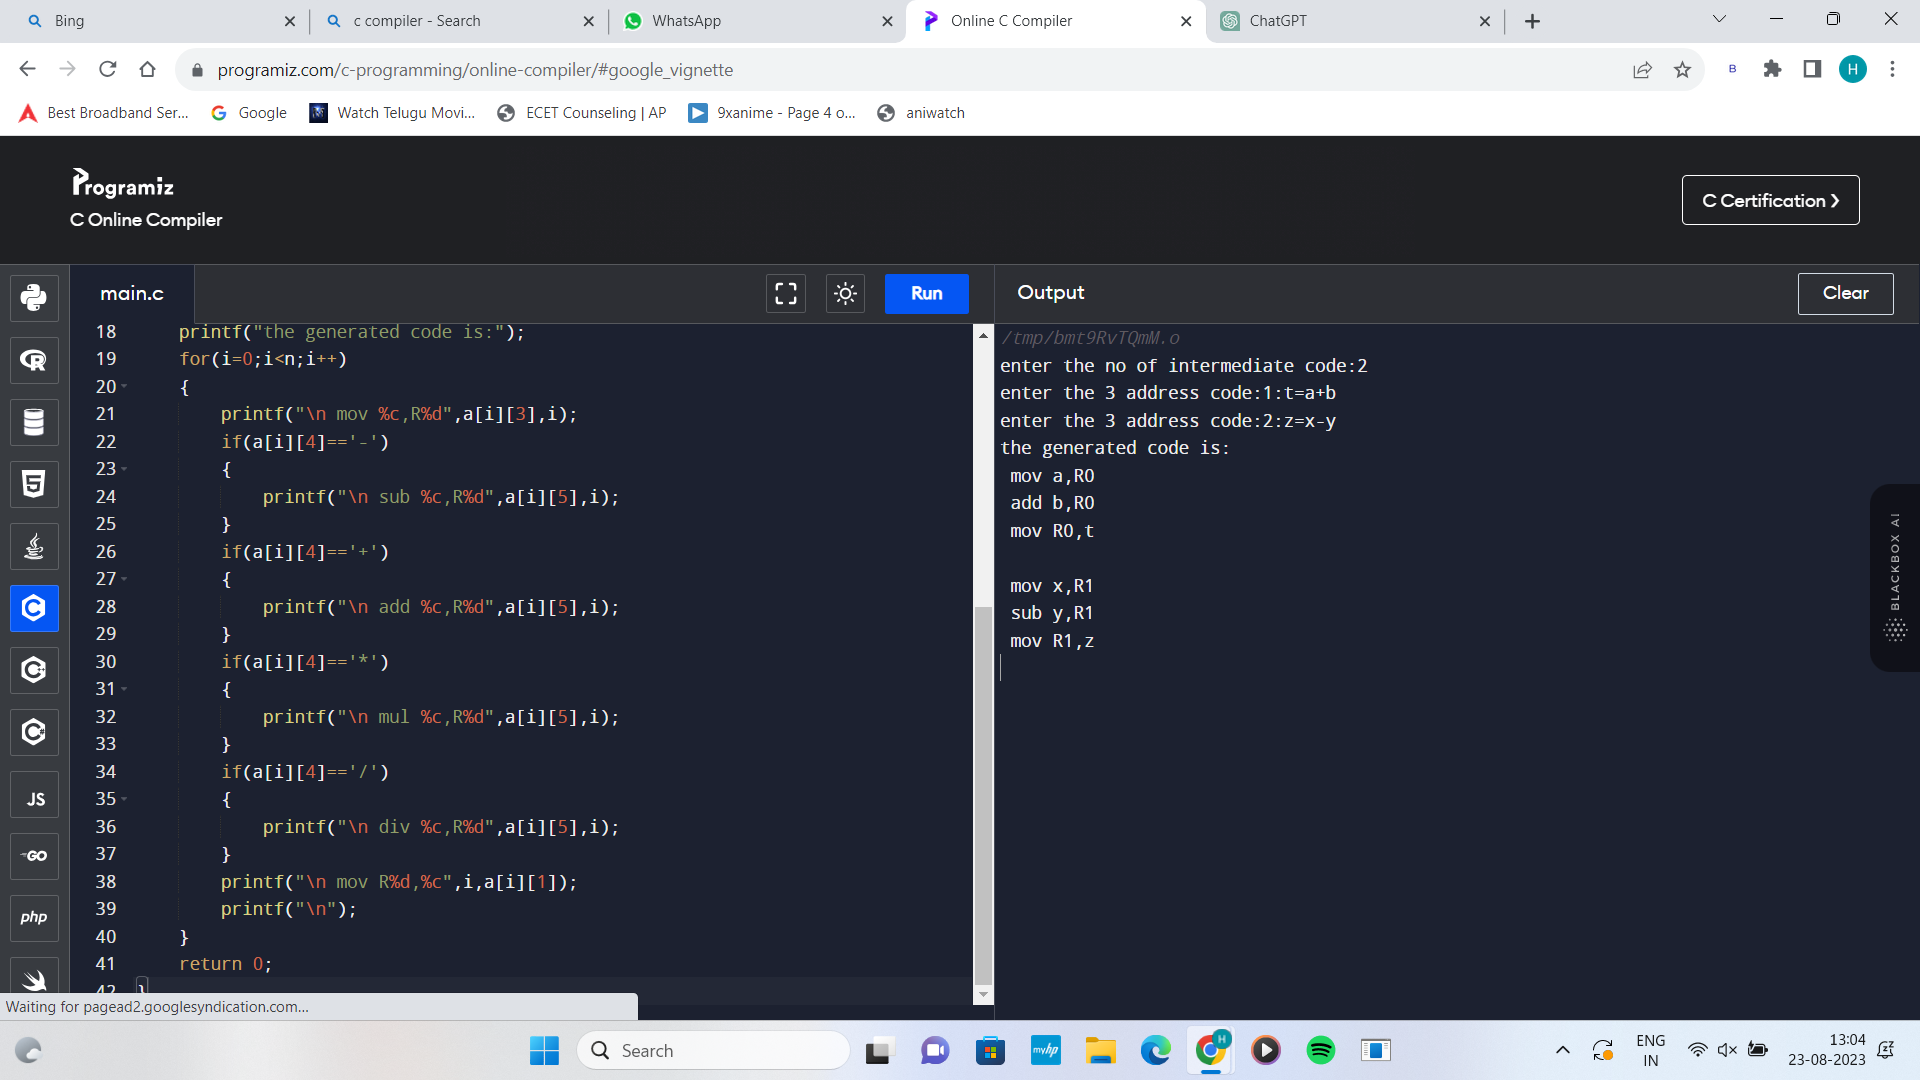 Bing
c compiler - Search
WhatsApp
Online C Compiler
ChatGPT
programiz.com/c-programming/online-compiler/#google_vignette
B
H
Best Broadband Ser...
Google
Watch Telugu Movi...
ECET Counseling | AP
9xanime - Page 4 o...
aniwatch
Programiz
C Online Compiler
C Certification ❯
main.c
Run
18 printf("the generated code is:");
19 for(i=0;i<n;i++)
20 {
21 printf("\n mov %c,R%d",a[i][3],i);
22 if(a[i][4]=='-')
23 {
24 printf("\n sub %c,R%d",a[i][5],i);
25 }
26 if(a[i][4]=='+')
27 {
28 printf("\n add %c,R%d",a[i][5],i);
29 }
30 if(a[i][4]=='*')
31 {
32 printf("\n mul %c,R%d",a[i][5],i);
33 }
34 if(a[i][4]=='/')
35 {
36 printf("\n div %c,R%d",a[i][5],i);
37 }
38 printf("\n mov R%d,%c",i,a[i][1]);
39 printf("\n");
40 }
41 return 0;
42 }
Output
Clear
/tmp/bmt9RvTQmM.o
enter the no of intermediate code:2
enter the 3 address code:1:t=a+b
enter the 3 address code:2:z=x-y
the generated code is:
mov a,R0
add b,R0
mov R0,t
mov x,R1
sub y,R1
mov R1,z
BLACKBOX AI
JS
GO
php
Waiting for pagead2.googlesyndication.com...
Search
myhp
H
ENG
IN
13:04
23-08-2023